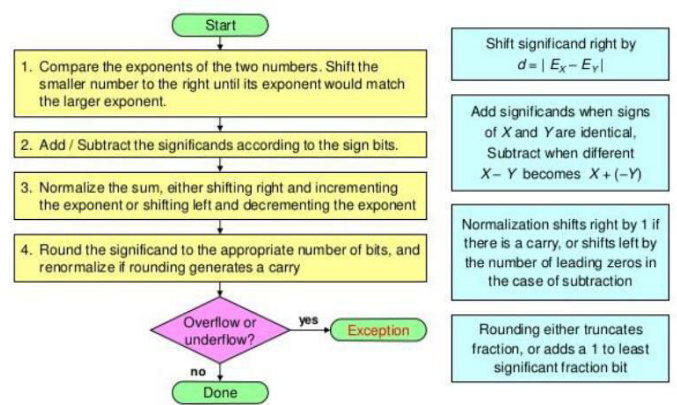 Start
1. Compare the exponents of the two numbers. Shift the
smaller number to the right until its exponent would match
the larger exponent.
2. Add / Subtract the significands according to the sign bits.
3. Normalize the sum, either shifting right and incrementing
the exponent or shifting left and decrementing the exponent
4. Round the significand to the appropriate number of bits, and
renormalize if rounding generates a carry
Overflow or
underflow?
yes
Exception
no
Done
Shift significand right by
d = | E_X – E_Y |
Add significands when signs
of X and Y are identical,
Subtract when different
X – Y becomes X + (–Y)
Normalization shifts right by 1 if
there is a carry, or shifts left by
the number of leading zeros in
the case of subtraction
Rounding either truncates
fraction, or adds a 1 to least
significant fraction bit